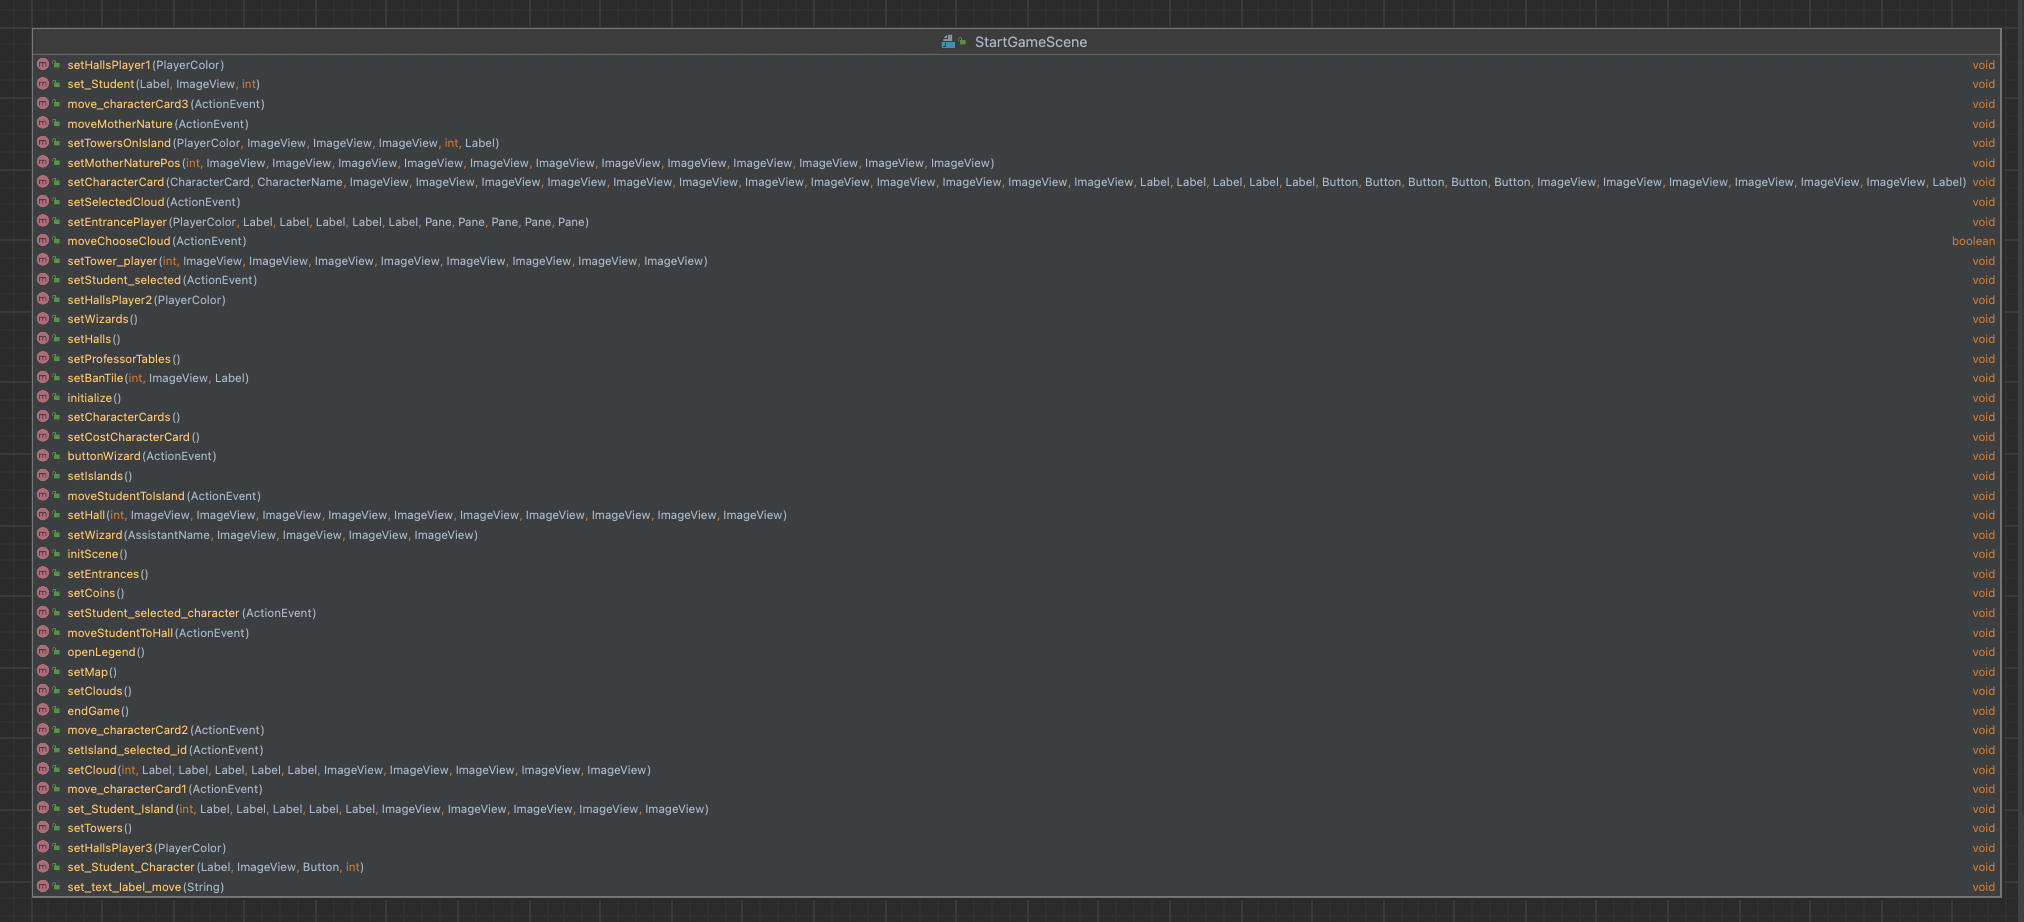 StartGameScene
setHallsPlayer1(PlayerColor) void
set_Student(Label, ImageView, int) void
move_characterCard3(ActionEvent) void
moveMotherNature(ActionEvent) void
setTowersOnIsland(PlayerColor, ImageView, ImageView, ImageView, int, Label) void
setMotherNaturePos(int, ImageView, ImageView, ImageView, ImageView, ImageView, ImageView, ImageView, ImageView, ImageView, ImageView, ImageView, ImageView) void
setCharacterCard(CharacterCard, CharacterName, ImageView, ImageView, ImageView, ImageView, ImageView, ImageView, ImageView, ImageView, ImageView, ImageView, ImageView, ImageView, Label, Label, Label, Label, Label, Button, Button, Button, Button, Button, ImageView, ImageView, ImageView, ImageView, ImageView, ImageView, Label) void
setSelectedCloud(ActionEvent) void
setEntrancePlayer(PlayerColor, Label, Label, Label, Label, Label, Pane, Pane, Pane, Pane, Pane) void
moveChooseCloud(ActionEvent) boolean
setTower_player(int, ImageView, ImageView, ImageView, ImageView, ImageView, ImageView, ImageView, ImageView) void
setStudent_selected(ActionEvent) void
setHallsPlayer2(PlayerColor) void
setWizards() void
setHalls() void
setProfessorTables() void
setBanTile(int, ImageView, Label) void
initialize() void
setCharacterCards() void
setCostCharacterCard() void
buttonWizard(ActionEvent) void
setIslands() void
moveStudentToIsland(ActionEvent) void
setHall(int, ImageView, ImageView, ImageView, ImageView, ImageView, ImageView, ImageView, ImageView, ImageView, ImageView) void
setWizard(AssistantName, ImageView, ImageView, ImageView, ImageView) void
initScene() void
setEntrances() void
setCoins() void
setStudent_selected_character(ActionEvent) void
moveStudentToHall(ActionEvent) void
openLegend() void
setMap() void
setClouds() void
endGame() void
move_characterCard2(ActionEvent) void
setIsland_selected_id(ActionEvent) void
setCloud(int, Label, Label, Label, Label, Label, ImageView, ImageView, ImageView, ImageView, ImageView) void
move_characterCard1(ActionEvent) void
set_Student_Island(int, Label, Label, Label, Label, Label, ImageView, ImageView, ImageView, ImageView, ImageView) void
setTowers() void
setHallsPlayer3(PlayerColor) void
set_Student_Character(Label, ImageView, Button, int) void
set_text_label_move(String) void